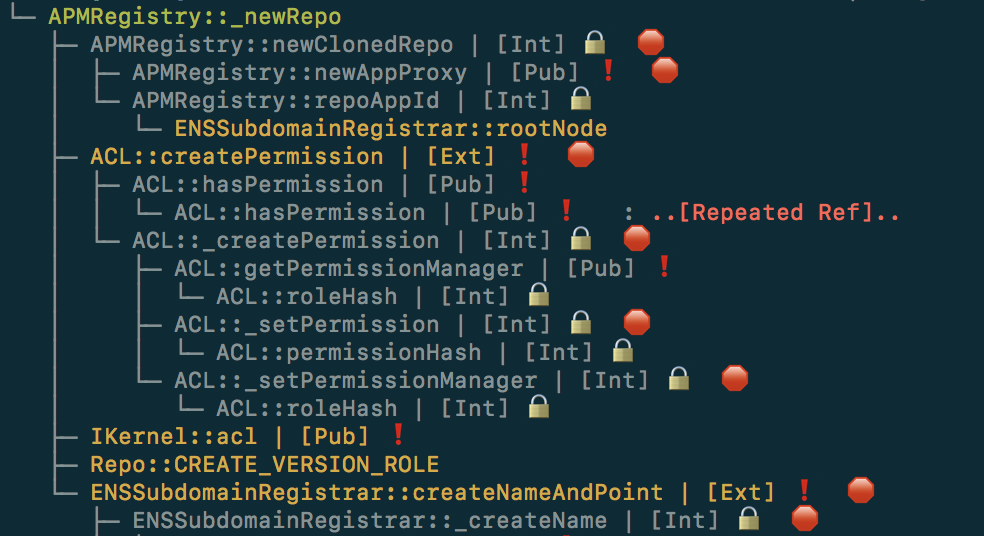 └─ APMRegistry::_newRepo
   ├─ APMRegistry::newClonedRepo | [Int] 🔒  🛑
   │  ├─ APMRegistry::newAppProxy | [Pub] ❗️  🛑
   │  └─ APMRegistry::repoAppId | [Int] 🔒
   │     └─ ENSSubdomainRegistrar::rootNode
   ├─ ACL::createPermission | [Ext] ❗️  🛑
   │  ├─ ACL::hasPermission | [Pub] ❗️
   │  │  └─ ACL::hasPermission | [Pub] ❗️   : ..[Repeated Ref]..
   │  └─ ACL::_createPermission | [Int] 🔒  🛑
   │     ├─ ACL::getPermissionManager | [Pub] ❗️
   │     │  └─ ACL::roleHash | [Int] 🔒
   │     ├─ ACL::_setPermission | [Int] 🔒  🛑
   │     │  └─ ACL::permissionHash | [Int] 🔒
   │     └─ ACL::_setPermissionManager | [Int] 🔒  🛑
   │        └─ ACL::roleHash | [Int] 🔒
   ├─ IKernel::acl | [Pub] ❗️
   ├─ Repo::CREATE_VERSION_ROLE
   └─ ENSSubdomainRegistrar::createNameAndPoint | [Ext] ❗️  🛑
      ├─ ENSSubdomainRegistrar::_createName | [Int] 🔒  🛑